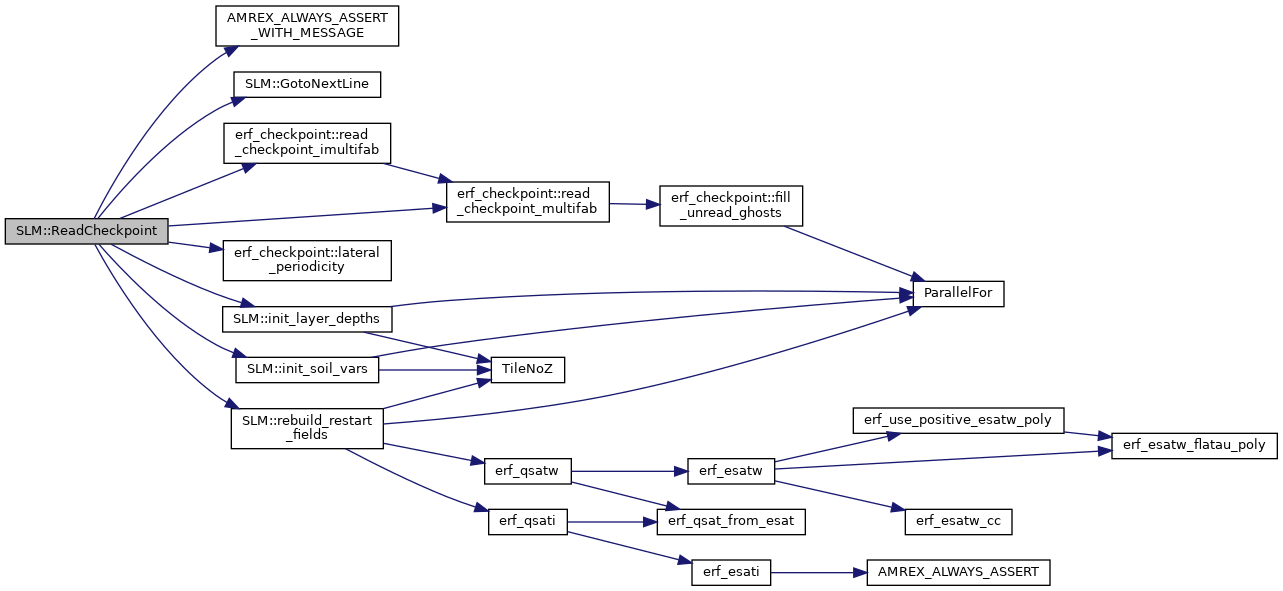 AMREX_ALWAYS_ASSERT
_WITH_MESSAGE
SLM::GotoNextLine
erf_checkpoint::read
_checkpoint_imultifab
erf_checkpoint::read
_checkpoint_multifab
erf_checkpoint::fill
_unread_ghosts
SLM::ReadCheckpoint
erf_checkpoint::lateral
_periodicity
ParallelFor
SLM::init_layer_depths
SLM::init_soil_vars
TileNoZ
SLM::rebuild_restart
_fields
erf_use_positive_esatw_poly
erf_esatw_flatau_poly
erf_qsatw
erf_esatw
erf_qsati
erf_qsat_from_esat
erf_esatw_cc
erf_esati
AMREX_ALWAYS_ASSERT